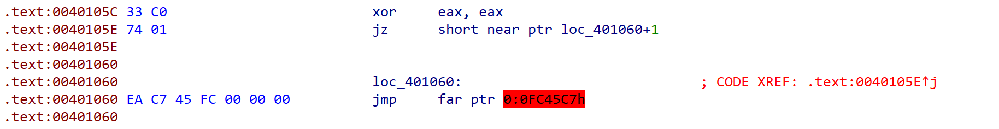 .text:0040105C 33 C0 xor eax, eax
.text:0040105E 74 01 jz short near ptr loc_401060+1
.text:0040105E
.text:00401060
.text:00401060 loc_401060: ; CODE XREF: .text:0040105E↑j
.text:00401060 EA C7 45 FC 00 00 00 jmp far ptr 0:0FC45C7h
.text:00401060